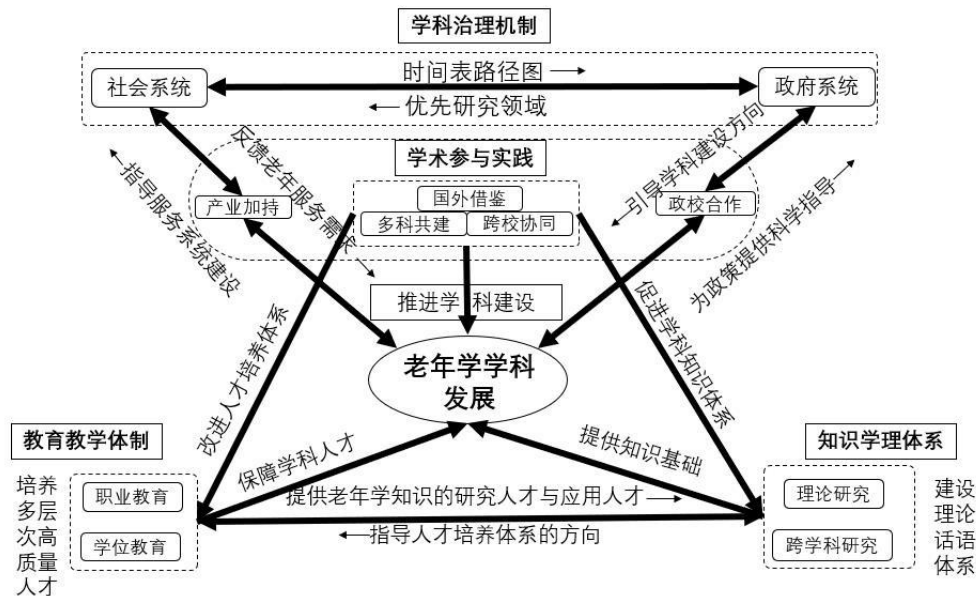 学科治理机制
社会系统
时间表路径图
政府系统
优先研究领域
学术参与实践
反馈老年服务需求
引导学科建设方向
指导服务系统建设
为政策提供科学指导
国外借鉴
产业加持
多科共建
跨校协同
政校合作
推进学科建设
老年学学科
发展
改进人才培养体系
促进学科知识体系
教育教学体制
知识学理体系
保障学科人才
提供知识基础
培养
多层
次高
质量
人才
职业教育
学位教育
提供老年学知识的研究人才与应用人才
指导人才培养体系的方向
理论研究
跨学科研究
建设
理论
话语
体系